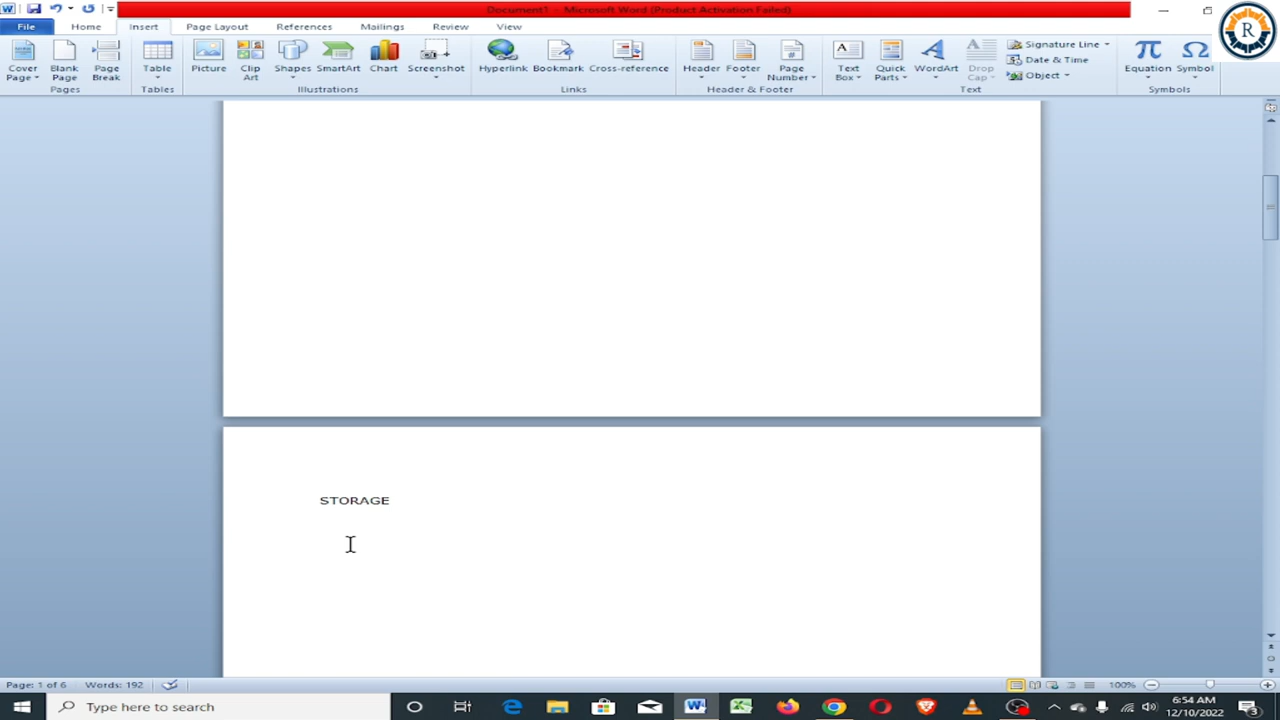 Document1 - Microsoft Word (Product Activation Failed)
File Home Insert Page Layout References Mailings Review View
Cover Page
Blank Page
Page Break
Table
Picture
Clip Art
Shapes
SmartArt
Chart
Screenshot
Hyperlink
Bookmark
Cross-reference
Header
Footer
Page Number
Text Box
Quick Parts
WordArt
Drop Cap
Signature Line
Date & Time
Object
Equation
Symbol
Pages Tables Illustrations Links Header & Footer Text Symbols
R
STORAGE
Page: 1 of 6 Words: 192 100%
Type here to search
6:54 AM
12/10/2022
3